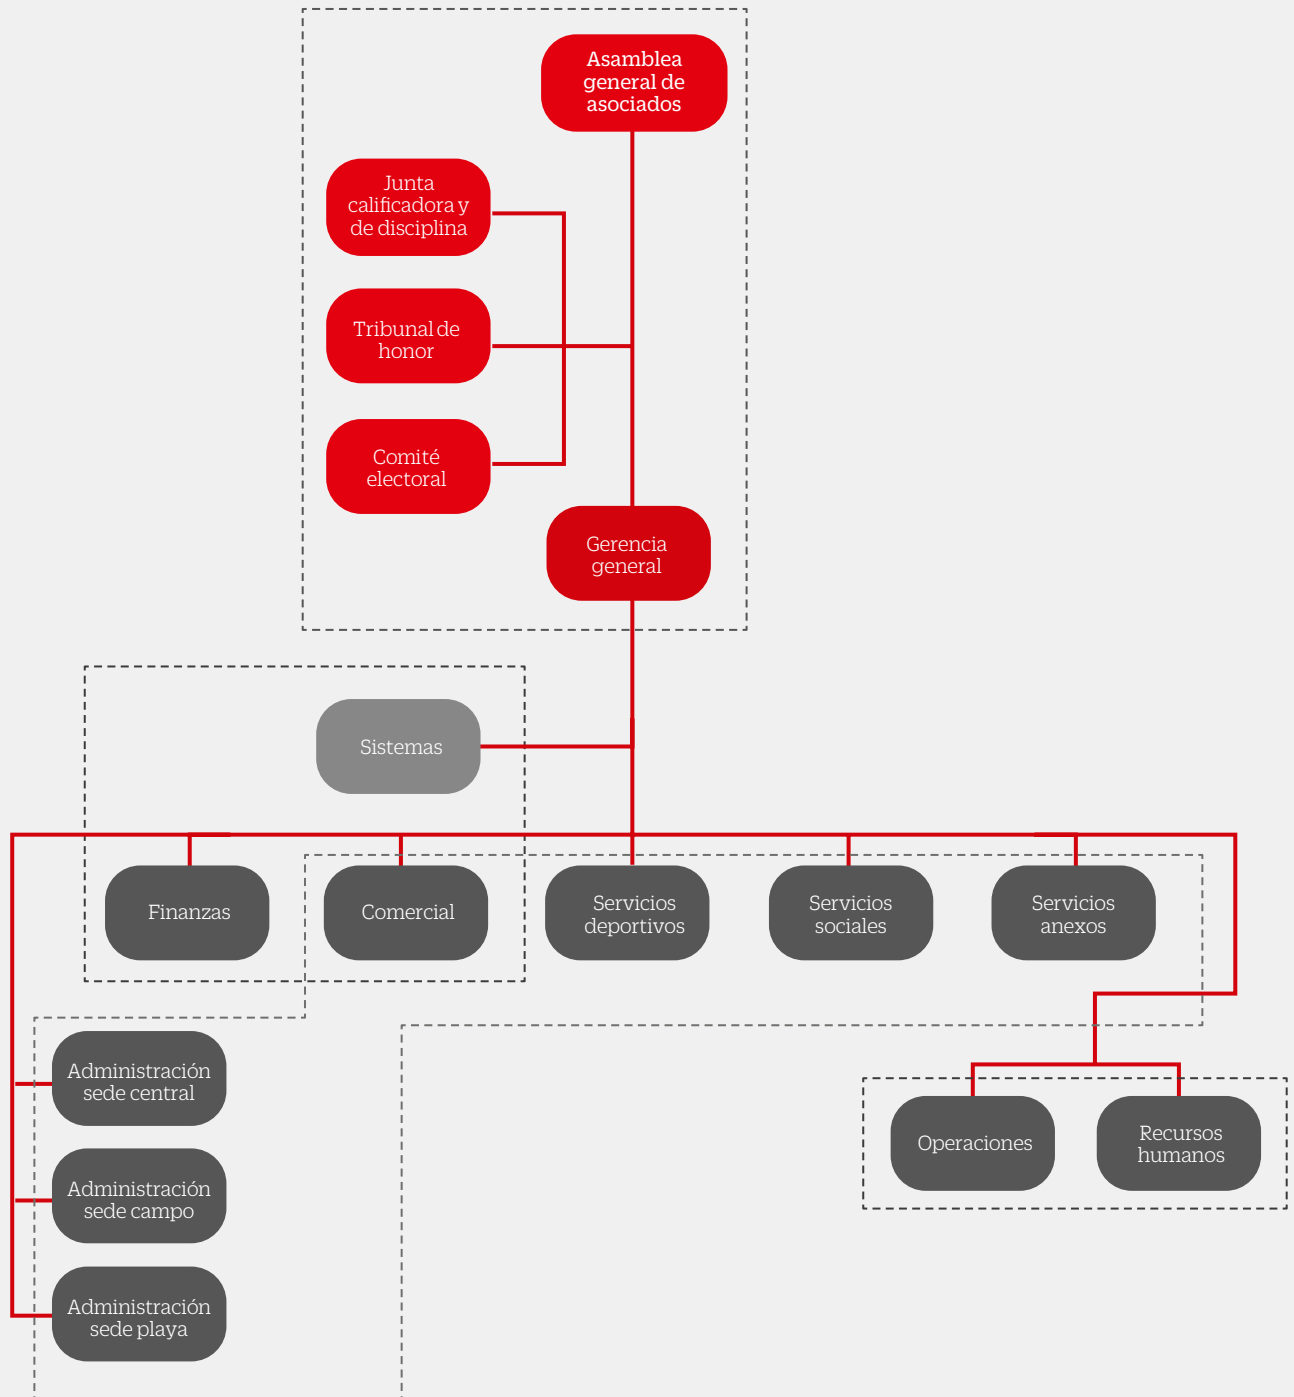 Asamblea
general de
asociados
Junta
calificadora y
de disciplina
Tribunal de
honor
Comité
electoral
Gerencia
general
Sistemas
Finanzas
Comercial
Servicios
deportivos
Servicios
sociales
Servicios
anexos
Administración
sede central
Administración
sede campo
Administración
sede playa
Operaciones
Recursos
humanos